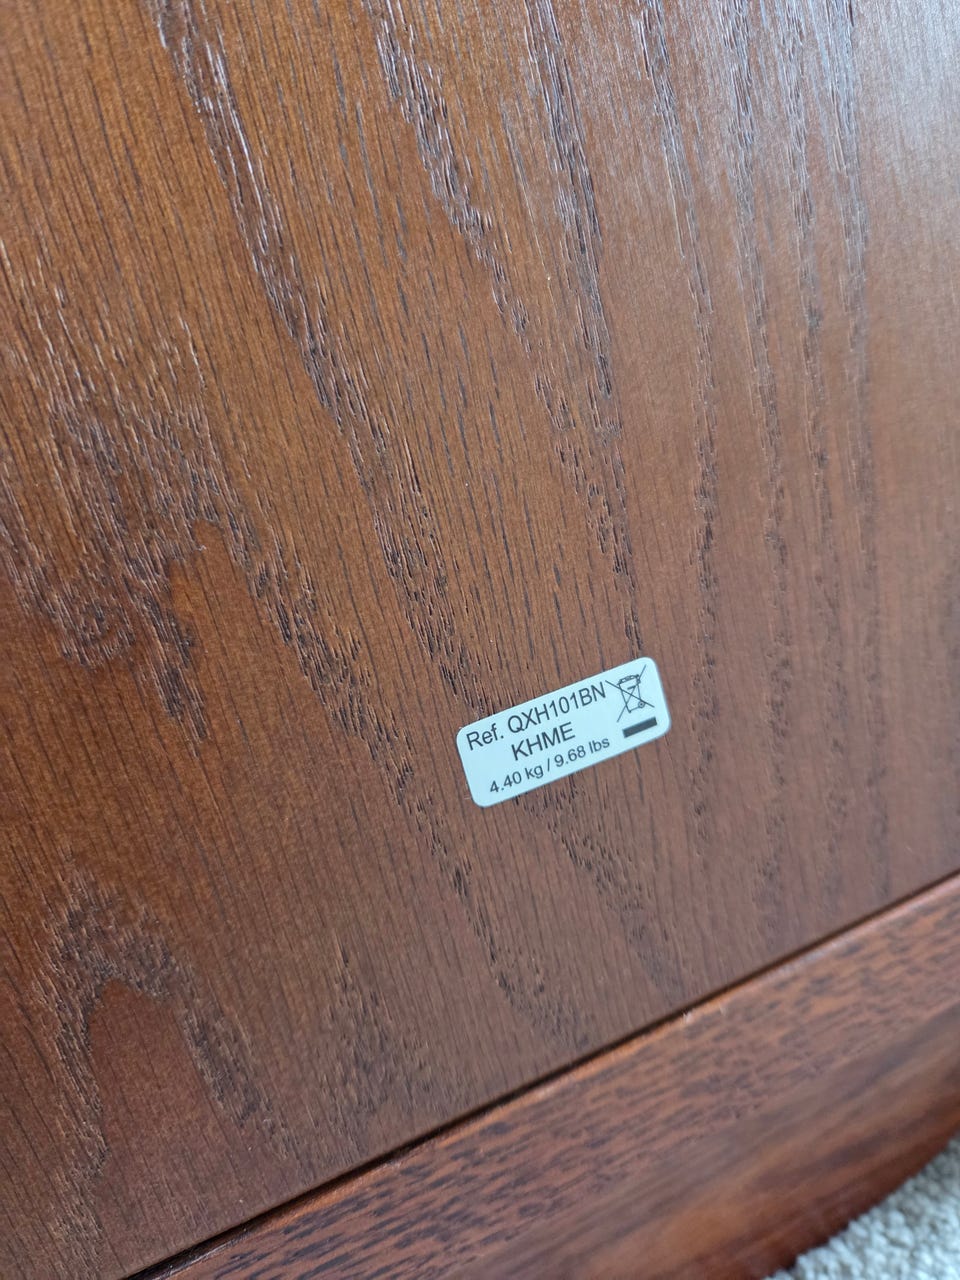 Ref. QXH101BN
KHME
4.40 kg / 9.68 lbs